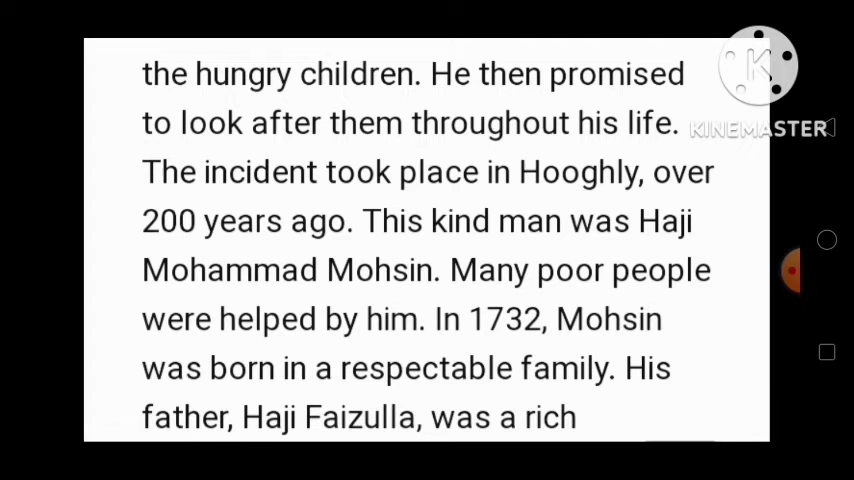 the hungry children. He then promised
to look after them throughout his life.
The incident took place in Hooghly, over
200 years ago. This kind man was Haji
Mohammad Mohsin. Many poor people
were helped by him. In 1732, Mohsin
was born in a respectable family. His
father, Haji Faizulla, was a rich
K
KINEMASTER